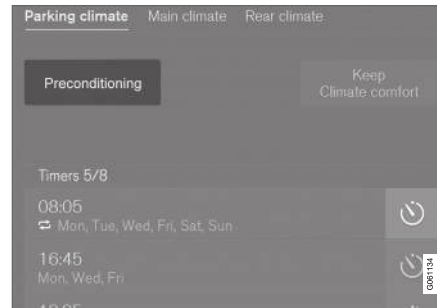 Parking climate Main climate Rear climate
Preconditioning
Keep
Climate comfort
Timers 5/8
08:05
Mon, Tue, Wed, Fri, Sat, Sun
16:45
Mon, Wed, Fri
G061134